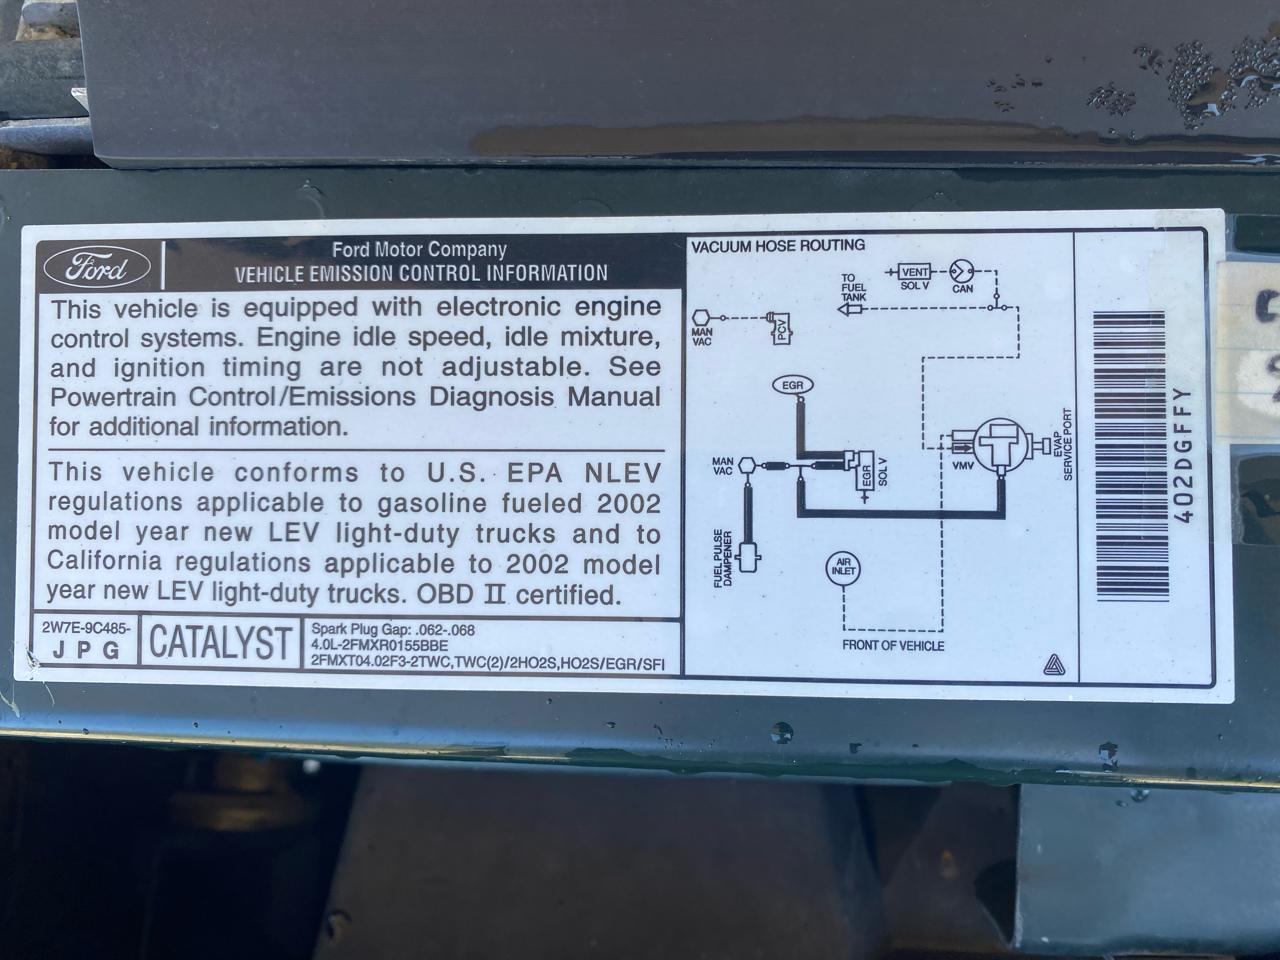 Ford
Ford Motor Company
VEHICLE EMISSION CONTROL INFORMATION
This vehicle is equipped with electronic engine
control systems. Engine idle speed, idle mixture,
and ignition timing are not adjustable. See
Powertrain Control/Emissions Diagnosis Manual
for additional information.
This vehicle conforms to U.S. EPA NLEV
regulations applicable to gasoline fueled 2002
model year new LEV light-duty trucks and to
California regulations applicable to 2002 model
year new LEV light-duty trucks. OBD II certified.
2W7E-9C485-
JPG
CATALYST
Spark Plug Gap: .062-.068
4.0L-2FMXR0155BBE
2FMXT04.02F3-2TWC,TWC(2)/2HO2S,HO2S/EGR/SFI
VACUUM HOSE ROUTING
TO
FUEL
TANK
VENT
SOL V
CAN
MAN
VAC
PCV
EGR
MAN
VAC
EGR
SOL V
VMV
EVAP
SERVICE PORT
FUEL PULSE
DAMPENER
AIR
INLET
FRONT OF VEHICLE
402DGFFY